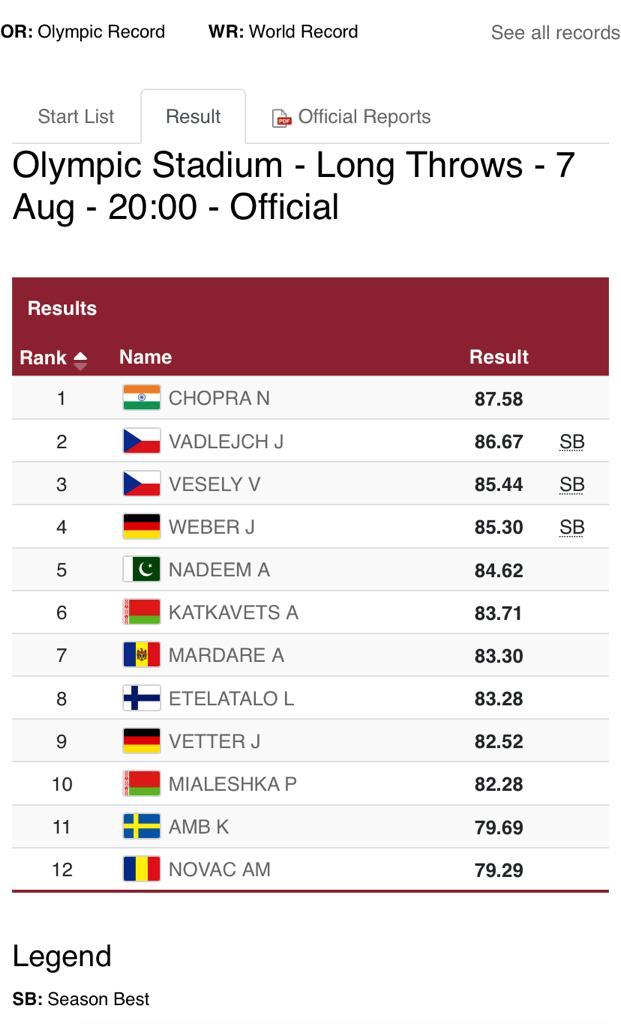 OR: Olympic Record WR: World Record See all records
Start List Result Official Reports
Olympic Stadium - Long Throws - 7
Aug - 20:00 - Official
Results
Rank Name Result
1 CHOPRA N 87.58
2 VADLEJCH J 86.67 SB
3 VESELY V 85.44 SB
4 WEBER J 85.30 SB
5 NADEEM A 84.62
6 KATKAVETS A 83.71
7 MARDARE A 83.30
8 ETELATALO L 83.28
9 VETTER J 82.52
10 MIALESHKA P 82.28
11 AMB K 79.69
12 NOVAC AM 79.29
Legend
SB: Season Best